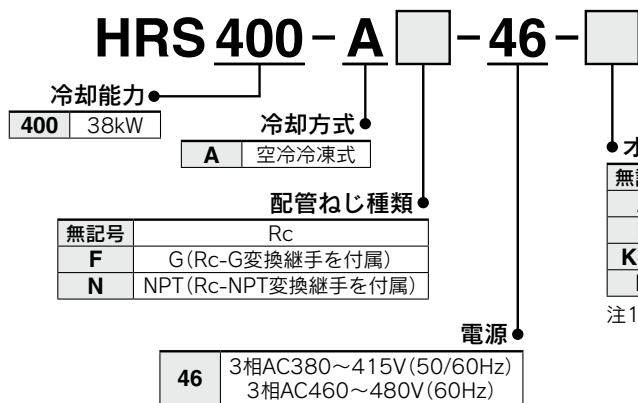 HRS 400 - A □ - 46 - □
冷却能力
400 38kW
冷却方式
A 空冷冷凍式
配管ねじ種類
無記号 Rc
F G(Rc-G変換継手を付属)
N NPT(Rc-NPT変換継手を付属)
電源
46 3相AC380～415V(50/60Hz)
3相AC460～480V(60Hz)
K
注1